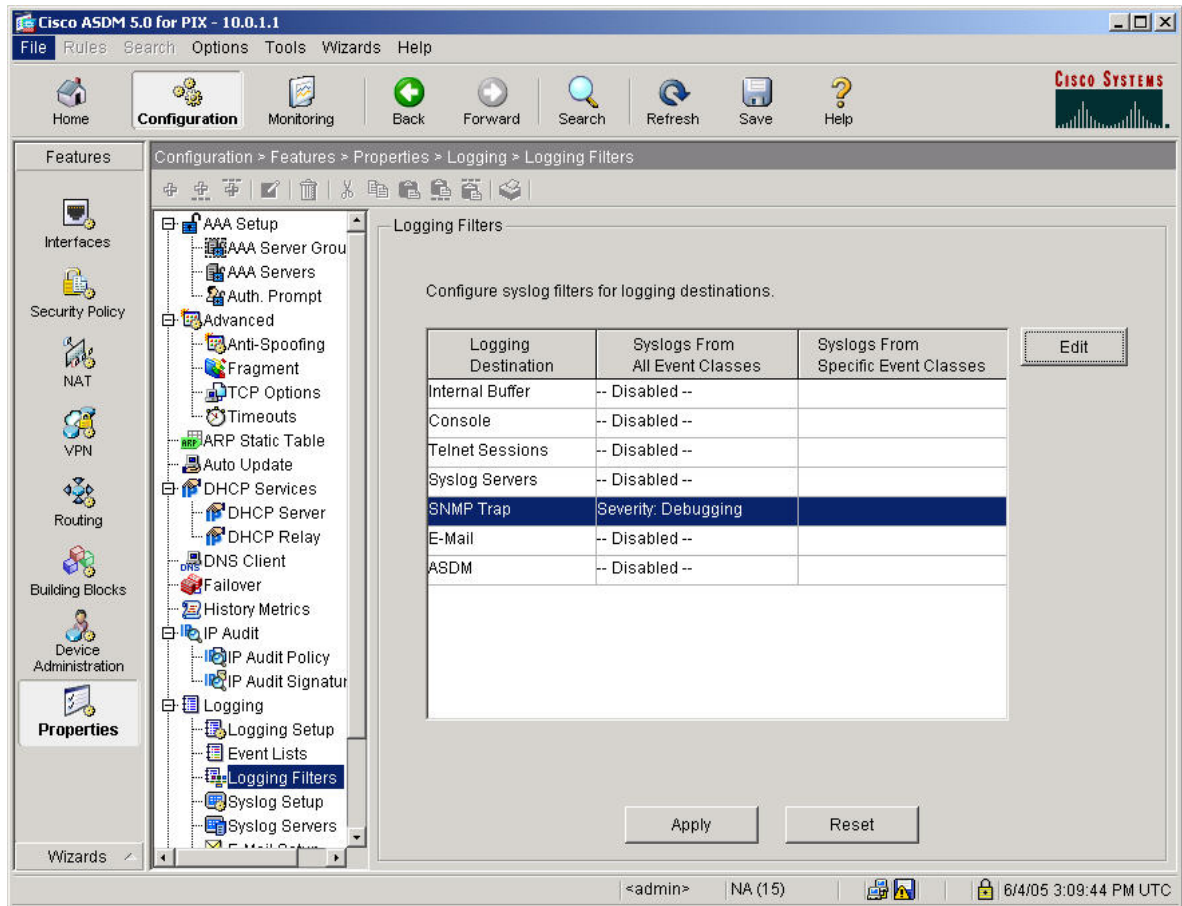 Cisco ASDM 5.0 for PIX - 10.0.1.1
File Rules Search Options Tools Wizards Help
Home Configuration Monitoring Back Forward Search Refresh Save Help
CISCO SYSTEMS
Features
Configuration > Features > Properties > Logging > Logging Filters
Interfaces
Security Policy
NAT
VPN
Routing
Building Blocks
Device
Administration
Properties
Wizards
AAA Setup
AAA Server Grou
AAA Servers
Auth. Prompt
Advanced
Anti-Spoofing
Fragment
TCP Options
Timeouts
ARP Static Table
Auto Update
DHCP Services
DHCP Server
DHCP Relay
DNS Client
Failover
History Metrics
IP Audit
IP Audit Policy
IP Audit Signatur
Logging
Logging Setup
Event Lists
Logging Filters
Syslog Setup
Syslog Servers
Logging Filters
Configure syslog filters for logging destinations.
Logging Destination Syslogs From All Event Classes Syslogs From Specific Event Classes
Internal Buffer -- Disabled --
Console -- Disabled --
Telnet Sessions -- Disabled --
Syslog Servers -- Disabled --
SNMP Trap Severity: Debugging
E-Mail -- Disabled --
ASDM -- Disabled --
Edit
Apply Reset
<admin> NA (15) 6/4/05 3:09:44 PM UTC